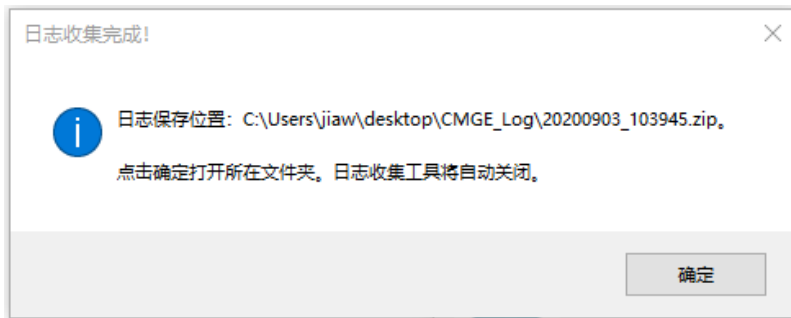 日志收集完成!
日志保存位置：C:\Users\jiaw\desktop\CMGE_Log\20200903_103945.zip。
点击确定打开所在文件夹。日志收集工具将自动关闭。
确定